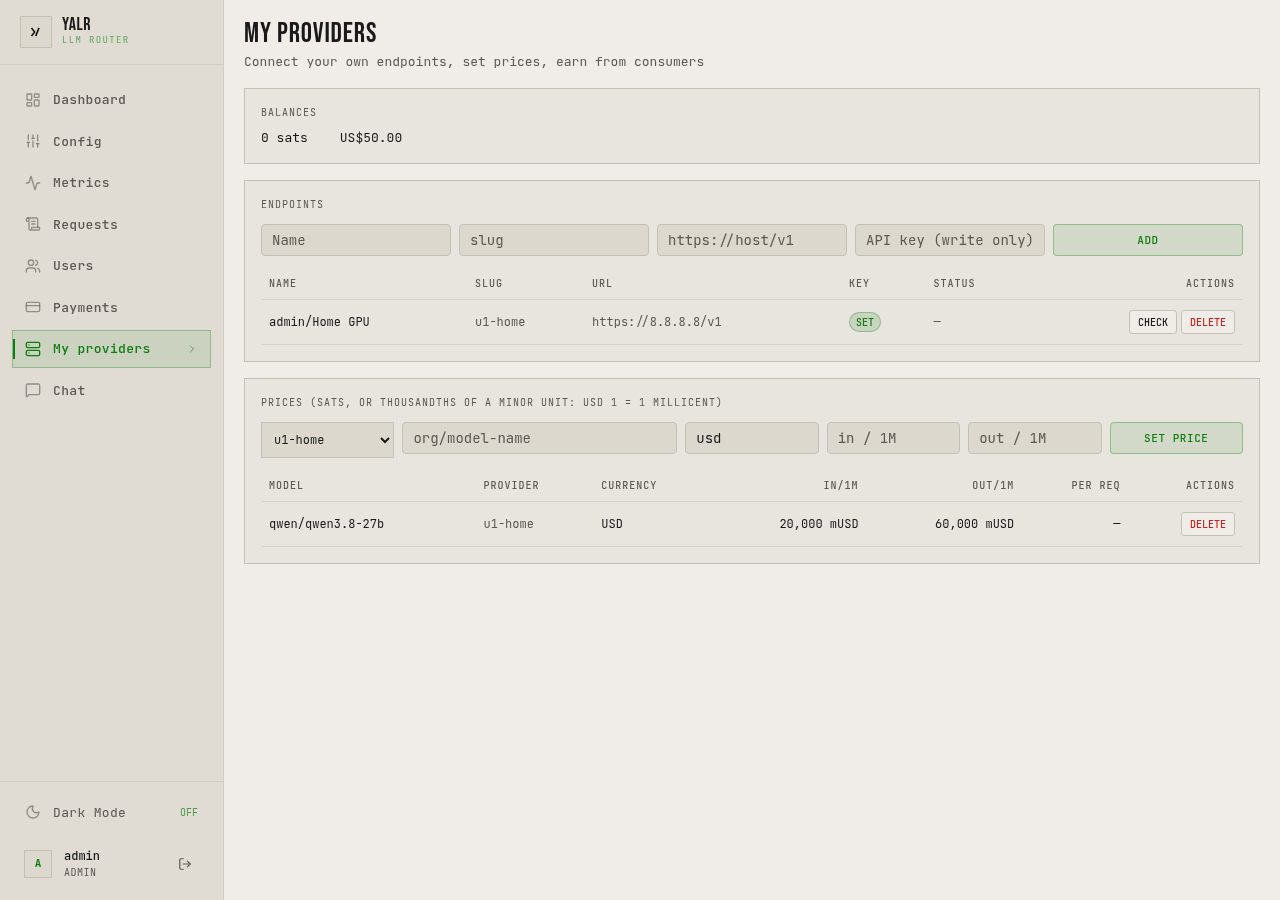 YALR
LLM ROUTER
Dashboard
Config
Metrics
Requests
Users
Payments
My providers
Chat
Dark Mode OFF
A admin
ADMIN
MY PROVIDERS
Connect your own endpoints, set prices, earn from consumers
BALANCES
0 sats US$50.00
ENDPOINTS
Name slug https://host/v1 API key (write only) ADD
NAME SLUG URL KEY STATUS ACTIONS
admin/Home GPU u1-home https://8.8.8.8/v1 SET — CHECK DELETE
PRICES (SATS, OR THOUSANDTHS OF A MINOR UNIT: USD 1 = 1 MILLICENT)
u1-home org/model-name usd in / 1M out / 1M SET PRICE
MODEL PROVIDER CURRENCY IN/1M OUT/1M PER REQ ACTIONS
qwen/qwen3.8-27b u1-home USD 20,000 mUSD 60,000 mUSD — DELETE